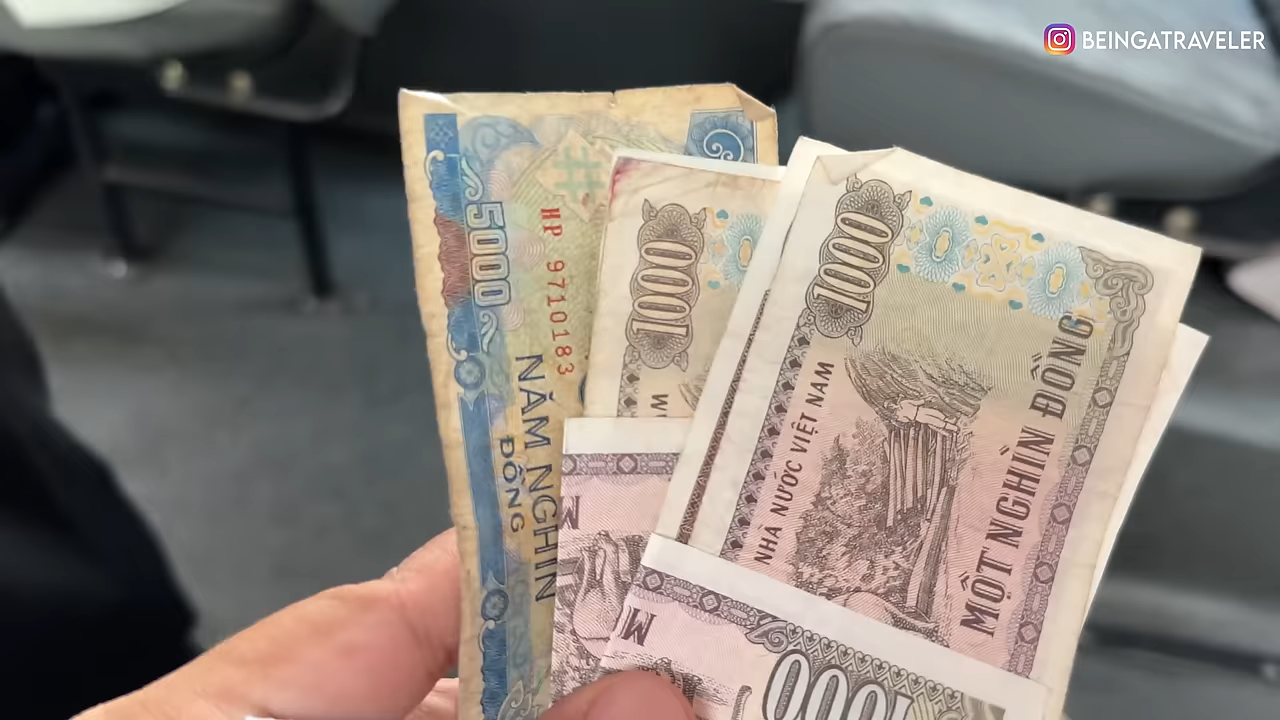 BEINGATRAVELER
5000
HP 9710183
NĂM NGHÌN
ĐỒNG
1000
1000
NHÀ NƯỚC VIỆT NAM
MỘT NGHÌN ĐỒNG
1000